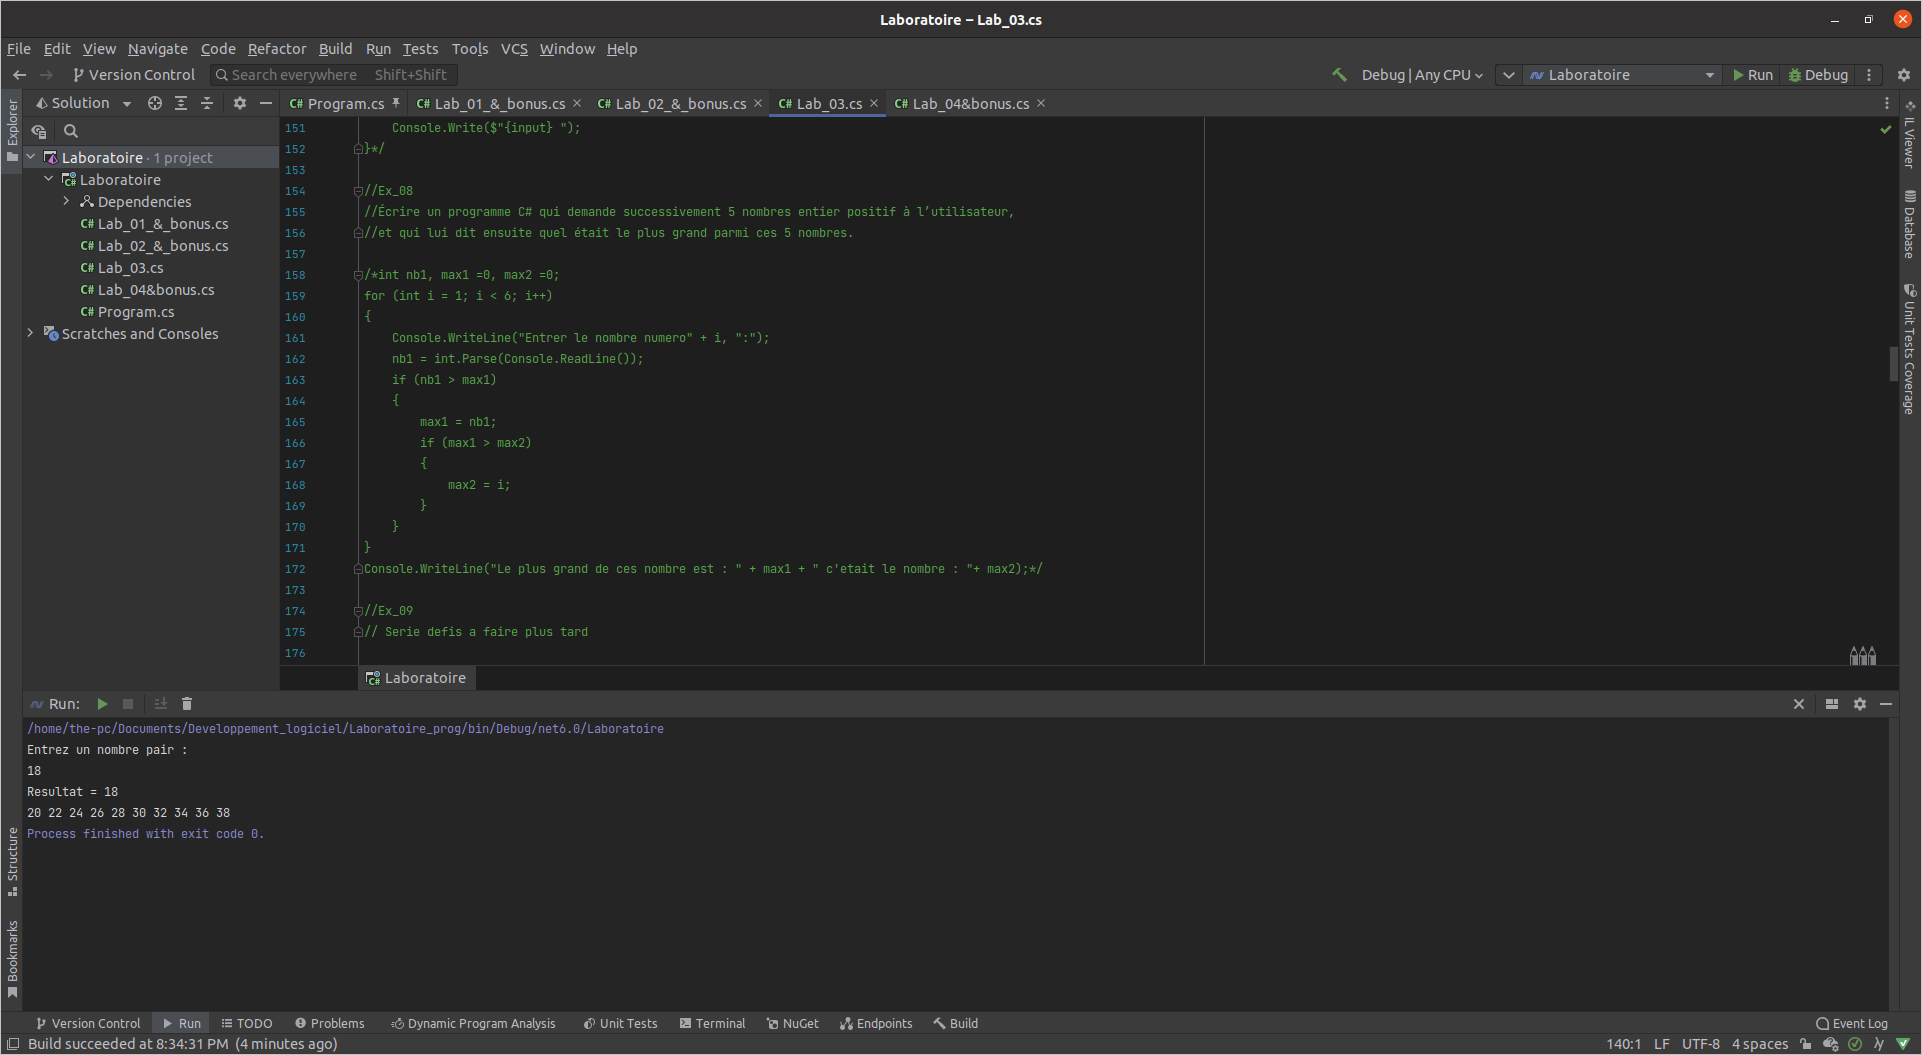 Laboratoire – Lab_03.cs
File Edit View Navigate Code Refactor Build Run Tests Tools VCS Window Help
Version Control Search everywhere Shift+Shift Debug | Any CPU Laboratoire Run Debug
Solution Program.cs Lab_01_&_bonus.cs Lab_02_&_bonus.cs Lab_03.cs Lab_04&bonus.cs
Explorer
Laboratoire · 1 project
Laboratoire
Dependencies
C# Lab_01_&_bonus.cs
C# Lab_02_&_bonus.cs
C# Lab_03.cs
C# Lab_04&bonus.cs
C# Program.cs
Scratches and Consoles
151 Console.Write($"{input} ");
152 }*/
153
154 //Ex_08
155 //Écrire un programme C# qui demande successivement 5 nombres entier positif à l’utilisateur,
156 //et qui lui dit ensuite quel était le plus grand parmi ces 5 nombres.
157
158 /*int nb1, max1 =0, max2 =0;
159 for (int i = 1; i < 6; i++)
160 {
161 Console.WriteLine("Entrer le nombre numero" + i, ":");
162 nb1 = int.Parse(Console.ReadLine());
163 if (nb1 > max1)
164 {
165 max1 = nb1;
166 if (max1 > max2)
167 {
168 max2 = i;
169 }
170 }
171 }
172 Console.WriteLine("Le plus grand de ces nombre est : " + max1 + " c'etait le nombre : "+ max2);*/
173
174 //Ex_09
175 // Serie defis a faire plus tard
176
Laboratoire
IL Viewer
Database
Unit Tests Coverage
Run:
/home/the-pc/Documents/Developpement_logiciel/Laboratoire_prog/bin/Debug/net6.0/Laboratoire
Entrez un nombre pair :
18
Resultat = 18
20 22 24 26 28 30 32 34 36 38
Process finished with exit code 0.
Structure
Bookmarks
Version Control Run TODO Problems Dynamic Program Analysis Unit Tests Terminal NuGet Endpoints Build Event Log
Build succeeded at 8:34:31 PM (4 minutes ago) 140:1 LF UTF-8 4 spaces